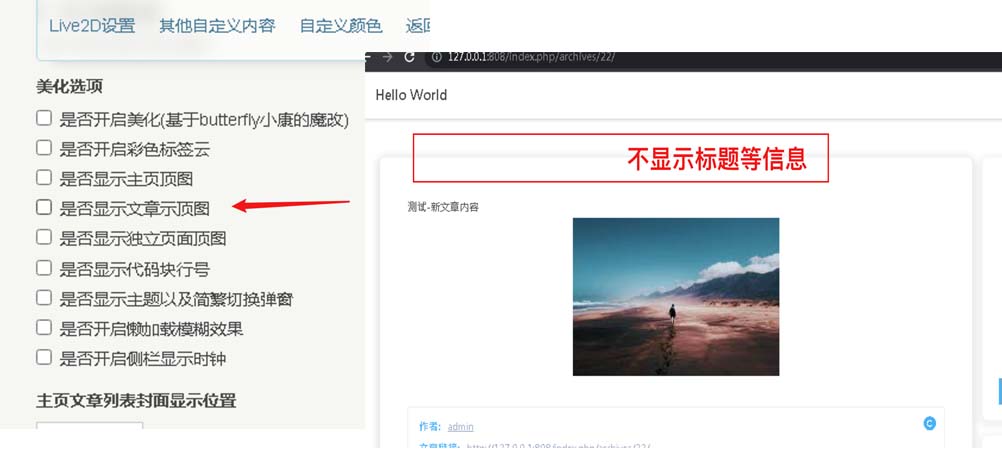 Live2D设置 其他自定义内容 自定义颜色 返回
美化选项
是否开启美化(基于butterfly小康的魔改)
是否开启彩色标签云
是否显示主页顶图
是否显示文章示顶图
是否显示独立页面顶图
是否显示代码块行号
是否显示主题以及简繁切换弹窗
是否开启懒加载模糊效果
是否开启侧栏显示时钟
主页文章列表封面显示位置
127.0.0.1:808/index.php/archives/22/
Hello World
不显示标题等信息
测试-新文章内容
作者: admin
文章链接: http://127.0.0.1:808/index.php/archives/22/